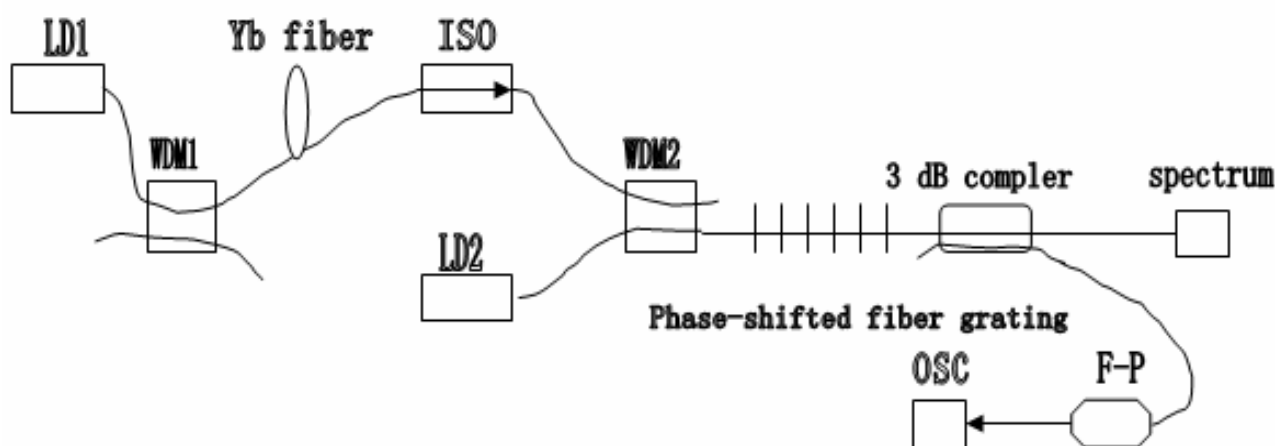 LD1
Yb fiber
ISO
WDM1
WDM2
3 dB compler
spectrum
LD2
Phase-shifted fiber grating
OSC
F-P